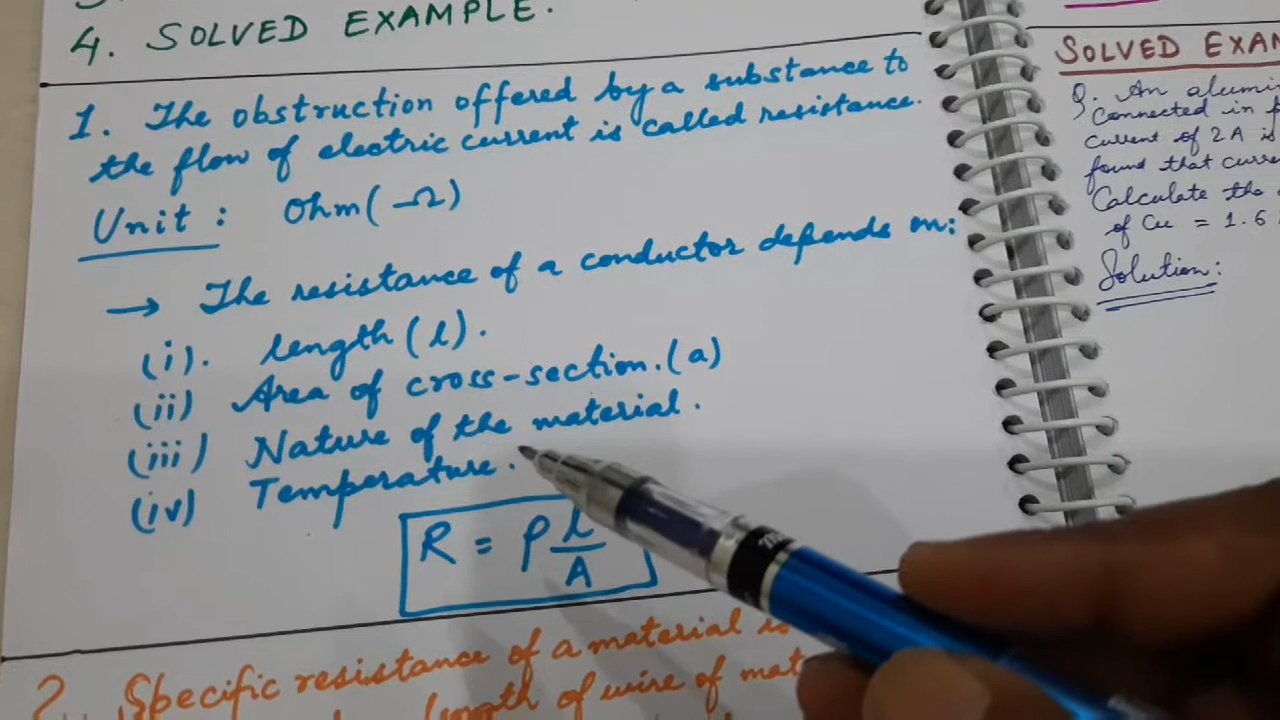 4. SOLVED EXAMPLE.
1. The obstruction offered by a substance to
the flow of electric current is called resistance.
Unit: Ohm (Ω)
→ The resistance of a conductor depends on:
(i). length (l).
(ii) Area of cross-section. (a)
(iii) Nature of the material.
(iv) Temperature.
R = ρ l/A
2. Specific resistance of a material is
length of wire of mat
SOLVED EXAM
Q. An alumi
Connected in
current of 2 A is
found that curre
Calculate the
of Cu = 1.6
Solution: